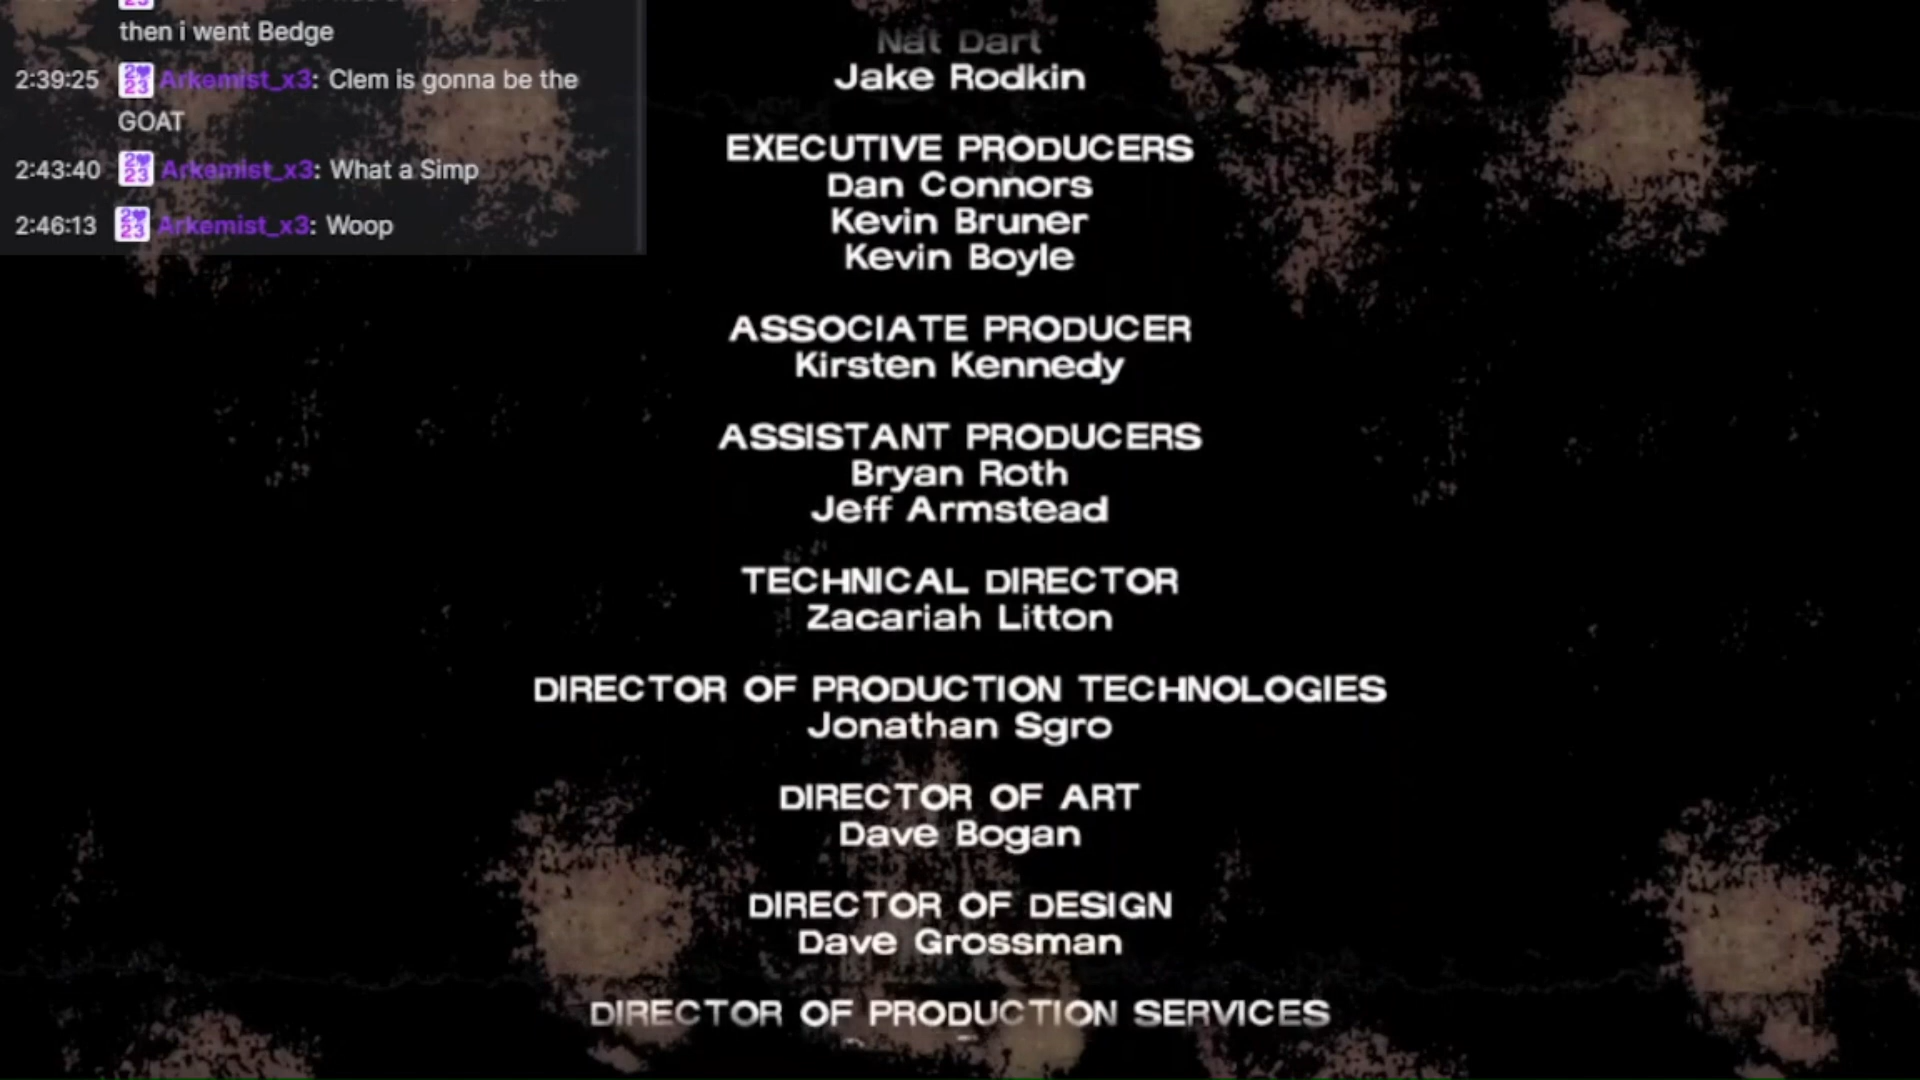 then i went Bedge
2:39:25 Arkemist_x3: Clem is gonna be the
GOAT
2:43:40 Arkemist_x3: What a Simp
2:46:13 Arkemist_x3: Woop
Nat Dart
Jake Rodkin
EXECUTIVE PRODUCERS
Dan Connors
Kevin Bruner
Kevin Boyle
ASSOCIATE PRODUCER
Kirsten Kennedy
ASSISTANT PRODUCERS
Bryan Roth
Jeff Armstead
TECHNICAL DIRECTOR
Zacariah Litton
DIRECTOR OF PRODUCTION TECHNOLOGIES
Jonathan Sgro
DIRECTOR OF ART
Dave Bogan
DIRECTOR OF DESIGN
Dave Grossman
DIRECTOR OF PRODUCTION SERVICES